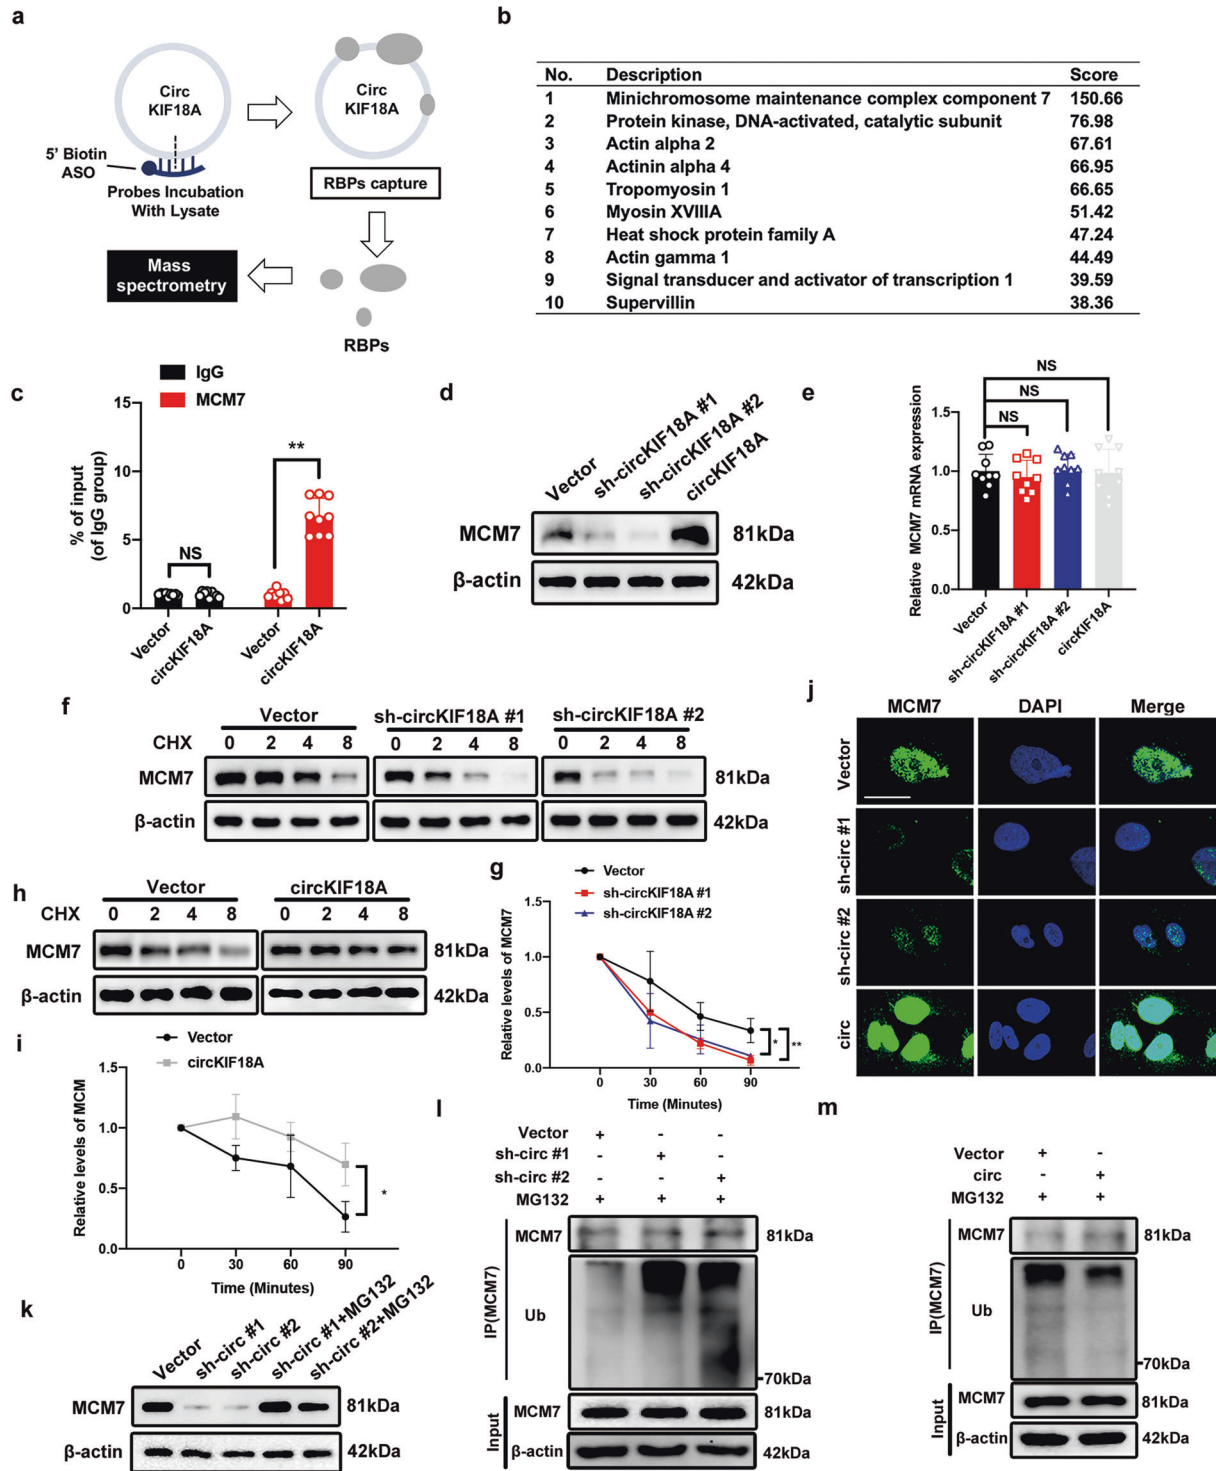 a
Circ
KIF18A
Circ
KIF18A
5' Biotin
ASO
Probes Incubation
With Lysate
RBPs capture
Mass
spectrometry
RBPs
b
No. Description Score
1 Minichromosome maintenance complex component 7 150.66
2 Protein kinase, DNA-activated, catalytic subunit 76.98
3 Actin alpha 2 67.61
4 Actinin alpha 4 66.95
5 Tropomyosin 1 66.65
6 Myosin XVIIIA 51.42
7 Heat shock protein family A 47.24
8 Actin gamma 1 44.49
9 Signal transducer and activator of transcription 1 39.59
10 Supervillin 38.36
c
IgG
MCM7
% of input
(of IgG group)
15
10
5
0
NS
**
Vector
circKIF18A
Vector
circKIF18A
d
Vector
sh-circKIF18A #1
sh-circKIF18A #2
circKIF18A
MCM7 81kDa
β-actin 42kDa
e
Relative MCM7 mRNA expression
1.5
1.0
0.5
0.0
NS
NS
NS
Vector
sh-circKIF18A #1
sh-circKIF18A #2
circKIF18A
f
Vector sh-circKIF18A #1 sh-circKIF18A #2
CHX 0 2 4 8 0 2 4 8 0 2 4 8
MCM7 81kDa
β-actin 42kDa
g
Vector
sh-circKIF18A #1
sh-circKIF18A #2
Relative levels of MCM7
1.5
1.0
0.5
0.0
* **
0 30 60 90
Time (Minutes)
h
Vector circKIF18A
CHX 0 2 4 8 0 2 4 8
MCM7 81kDa
β-actin 42kDa
i
Vector
circKIF18A
Relative levels of MCM
1.5
1.0
0.5
0.0
*
0 30 60 90
Time (Minutes)
j
MCM7 DAPI Merge
Vector
sh-circ #1
sh-circ #2
circ
k
Vector
sh-circ #1
sh-circ #2
sh-circ #1+MG132
sh-circ #2+MG132
MCM7 81kDa
β-actin 42kDa
l
Vector + - -
sh-circ #1 - + -
sh-circ #2 - - +
MG132 + + +
IP(MCM7)
MCM7 81kDa
Ub
70kDa
Input
MCM7 81kDa
β-actin 42kDa
m
Vector + -
circ - +
MG132 + +
IP(MCM7)
MCM7 81kDa
Ub
70kDa
Input
MCM7 81kDa
β-actin 42kDa